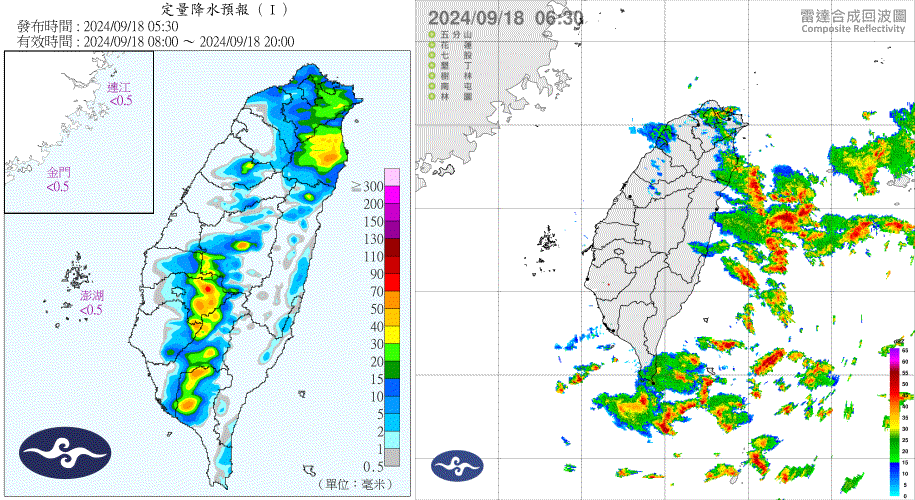 定量降水預報 ( I )
發布時間 : 2024/09/18 05:30
有效時間 : 2024/09/18 08:00 ～ 2024/09/18 20:00
連江
<0.5
金門
<0.5
澎湖
<0.5
≧
300
200
150
130
110
90
70
50
40
30
20
15
10
5
2
1
0.5
(單位：毫米)
2024/09/18 06:30
五分山
花蓮
七股
墾丁
樹林
南屯
林園
雷達合成回波圖
Composite Reflectivity
dBZ
65
60
55
50
45
40
35
30
25
20
15
10
5
0